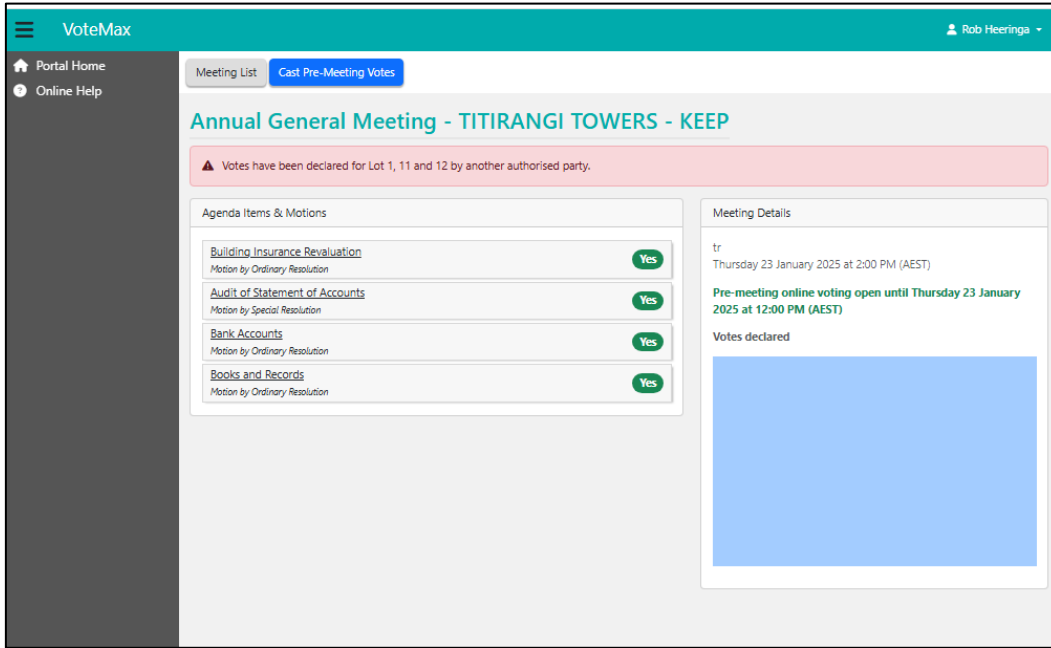 VoteMax
Rob Heeringa
Portal Home
Online Help
Meeting List
Cast Pre-Meeting Votes
Annual General Meeting - TITIRANGI TOWERS - KEEP
Votes have been declared for Lot 1, 11 and 12 by another authorised party.
Agenda Items & Motions
Building Insurance Revaluation
Motion by Ordinary Resolution
Yes
Audit of Statement of Accounts
Motion by Special Resolution
Yes
Bank Accounts
Motion by Ordinary Resolution
Yes
Books and Records
Motion by Ordinary Resolution
Yes
Meeting Details
tr
Thursday 23 January 2025 at 2:00 PM (AEST)
Pre-meeting online voting open until Thursday 23 January
2025 at 12:00 PM (AEST)
Votes declared